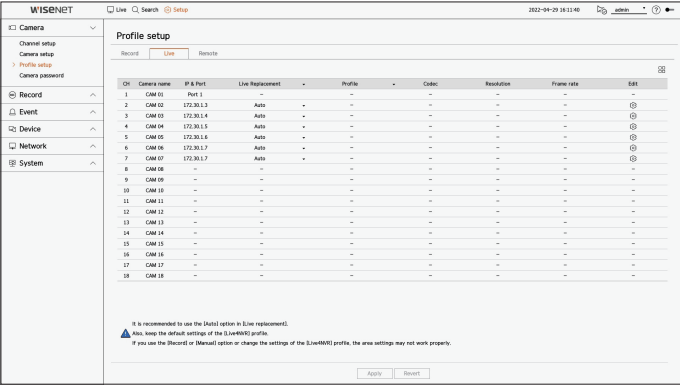 WISENET Live Search Setup 2022-04-29 16:11:40 admin ?
Camera
Channel setup
Camera setup
> Profile setup
Camera password
Record
Event
Device
Network
System
Profile setup
Record Live Remote
CH Camera name IP & Port Live Replacement Profile Codec Resolution Frame rate Edit
1 CAM 01 Port 1 – – – – – –
2 CAM 02 172.30.1.3 Auto – – – –
3 CAM 03 172.30.1.4 Auto – – – –
4 CAM 04 172.30.1.5 Auto – – – –
5 CAM 05 172.30.1.6 Auto – – – –
6 CAM 06 172.30.1.7 Auto – – – –
7 CAM 07 172.30.1.7 Auto – – – –
8 CAM 08 – – – – – – –
9 CAM 09 – – – – – – –
10 CAM 10 – – – – – – –
11 CAM 11 – – – – – – –
12 CAM 12 – – – – – – –
13 CAM 13 – – – – – – –
14 CAM 14 – – – – – – –
15 CAM 15 – – – – – – –
16 CAM 16 – – – – – – –
17 CAM 17 – – – – – – –
18 CAM 18 – – – – – – –
It is recommended to use the [Auto] option in [Live replacement].
Also, keep the default settings of the [Live4NVR] profile.
If you use the [Record] or [Manual] option or change the settings of the [Live4NVR] profile, the area settings may not work properly.
Apply Revert